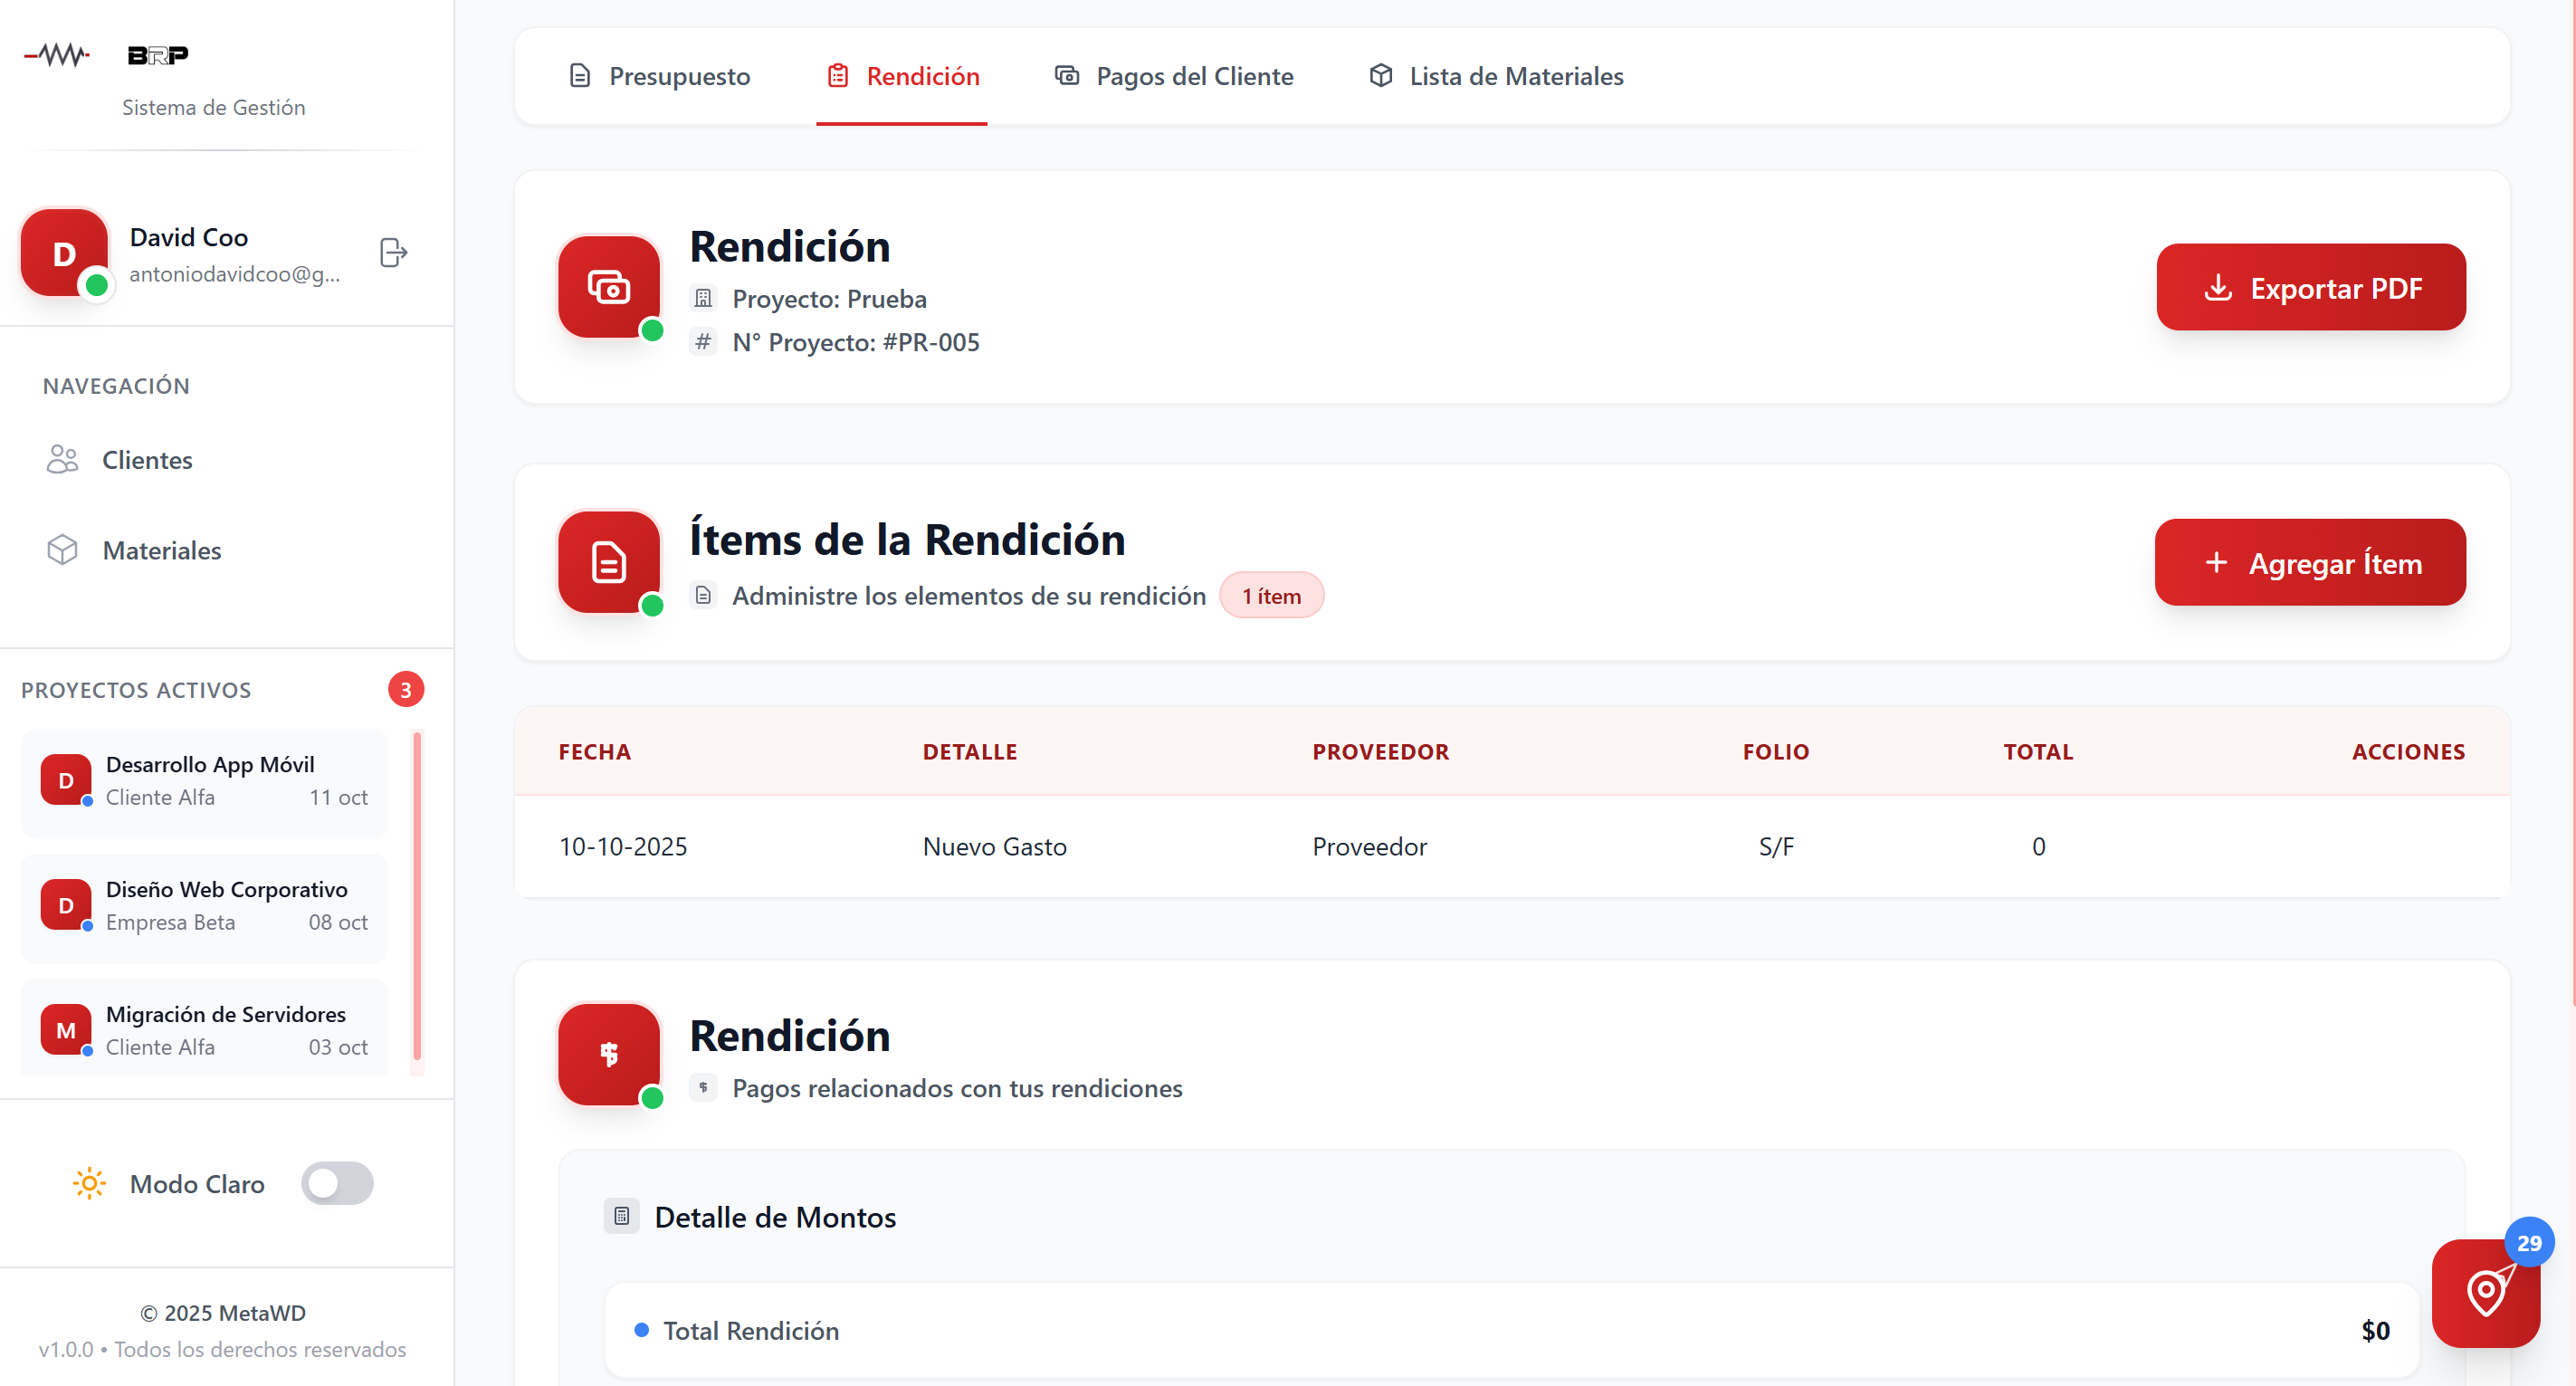 BRP
Sistema de Gestión
D
David Coo
antoniodavidcoo@g...
NAVEGACIÓN
Clientes
Materiales
PROYECTOS ACTIVOS
3
D
Desarrollo App Móvil
Cliente Alfa
11 oct
D
Diseño Web Corporativo
Empresa Beta
08 oct
M
Migración de Servidores
Cliente Alfa
03 oct
Modo Claro
© 2025 MetaWD
v1.0.0 • Todos los derechos reservados
Presupuesto
Rendición
Pagos del Cliente
Lista de Materiales
Rendición
Proyecto: Prueba
# N° Proyecto: #PR-005
Exportar PDF
Ítems de la Rendición
Administre los elementos de su rendición
1 ítem
+ Agregar Ítem
FECHA DETALLE PROVEEDOR FOLIO TOTAL ACCIONES
10-10-2025 Nuevo Gasto Proveedor S/F 0
$
Rendición
$ Pagos relacionados con tus rendiciones
Detalle de Montos
Total Rendición
$0
29